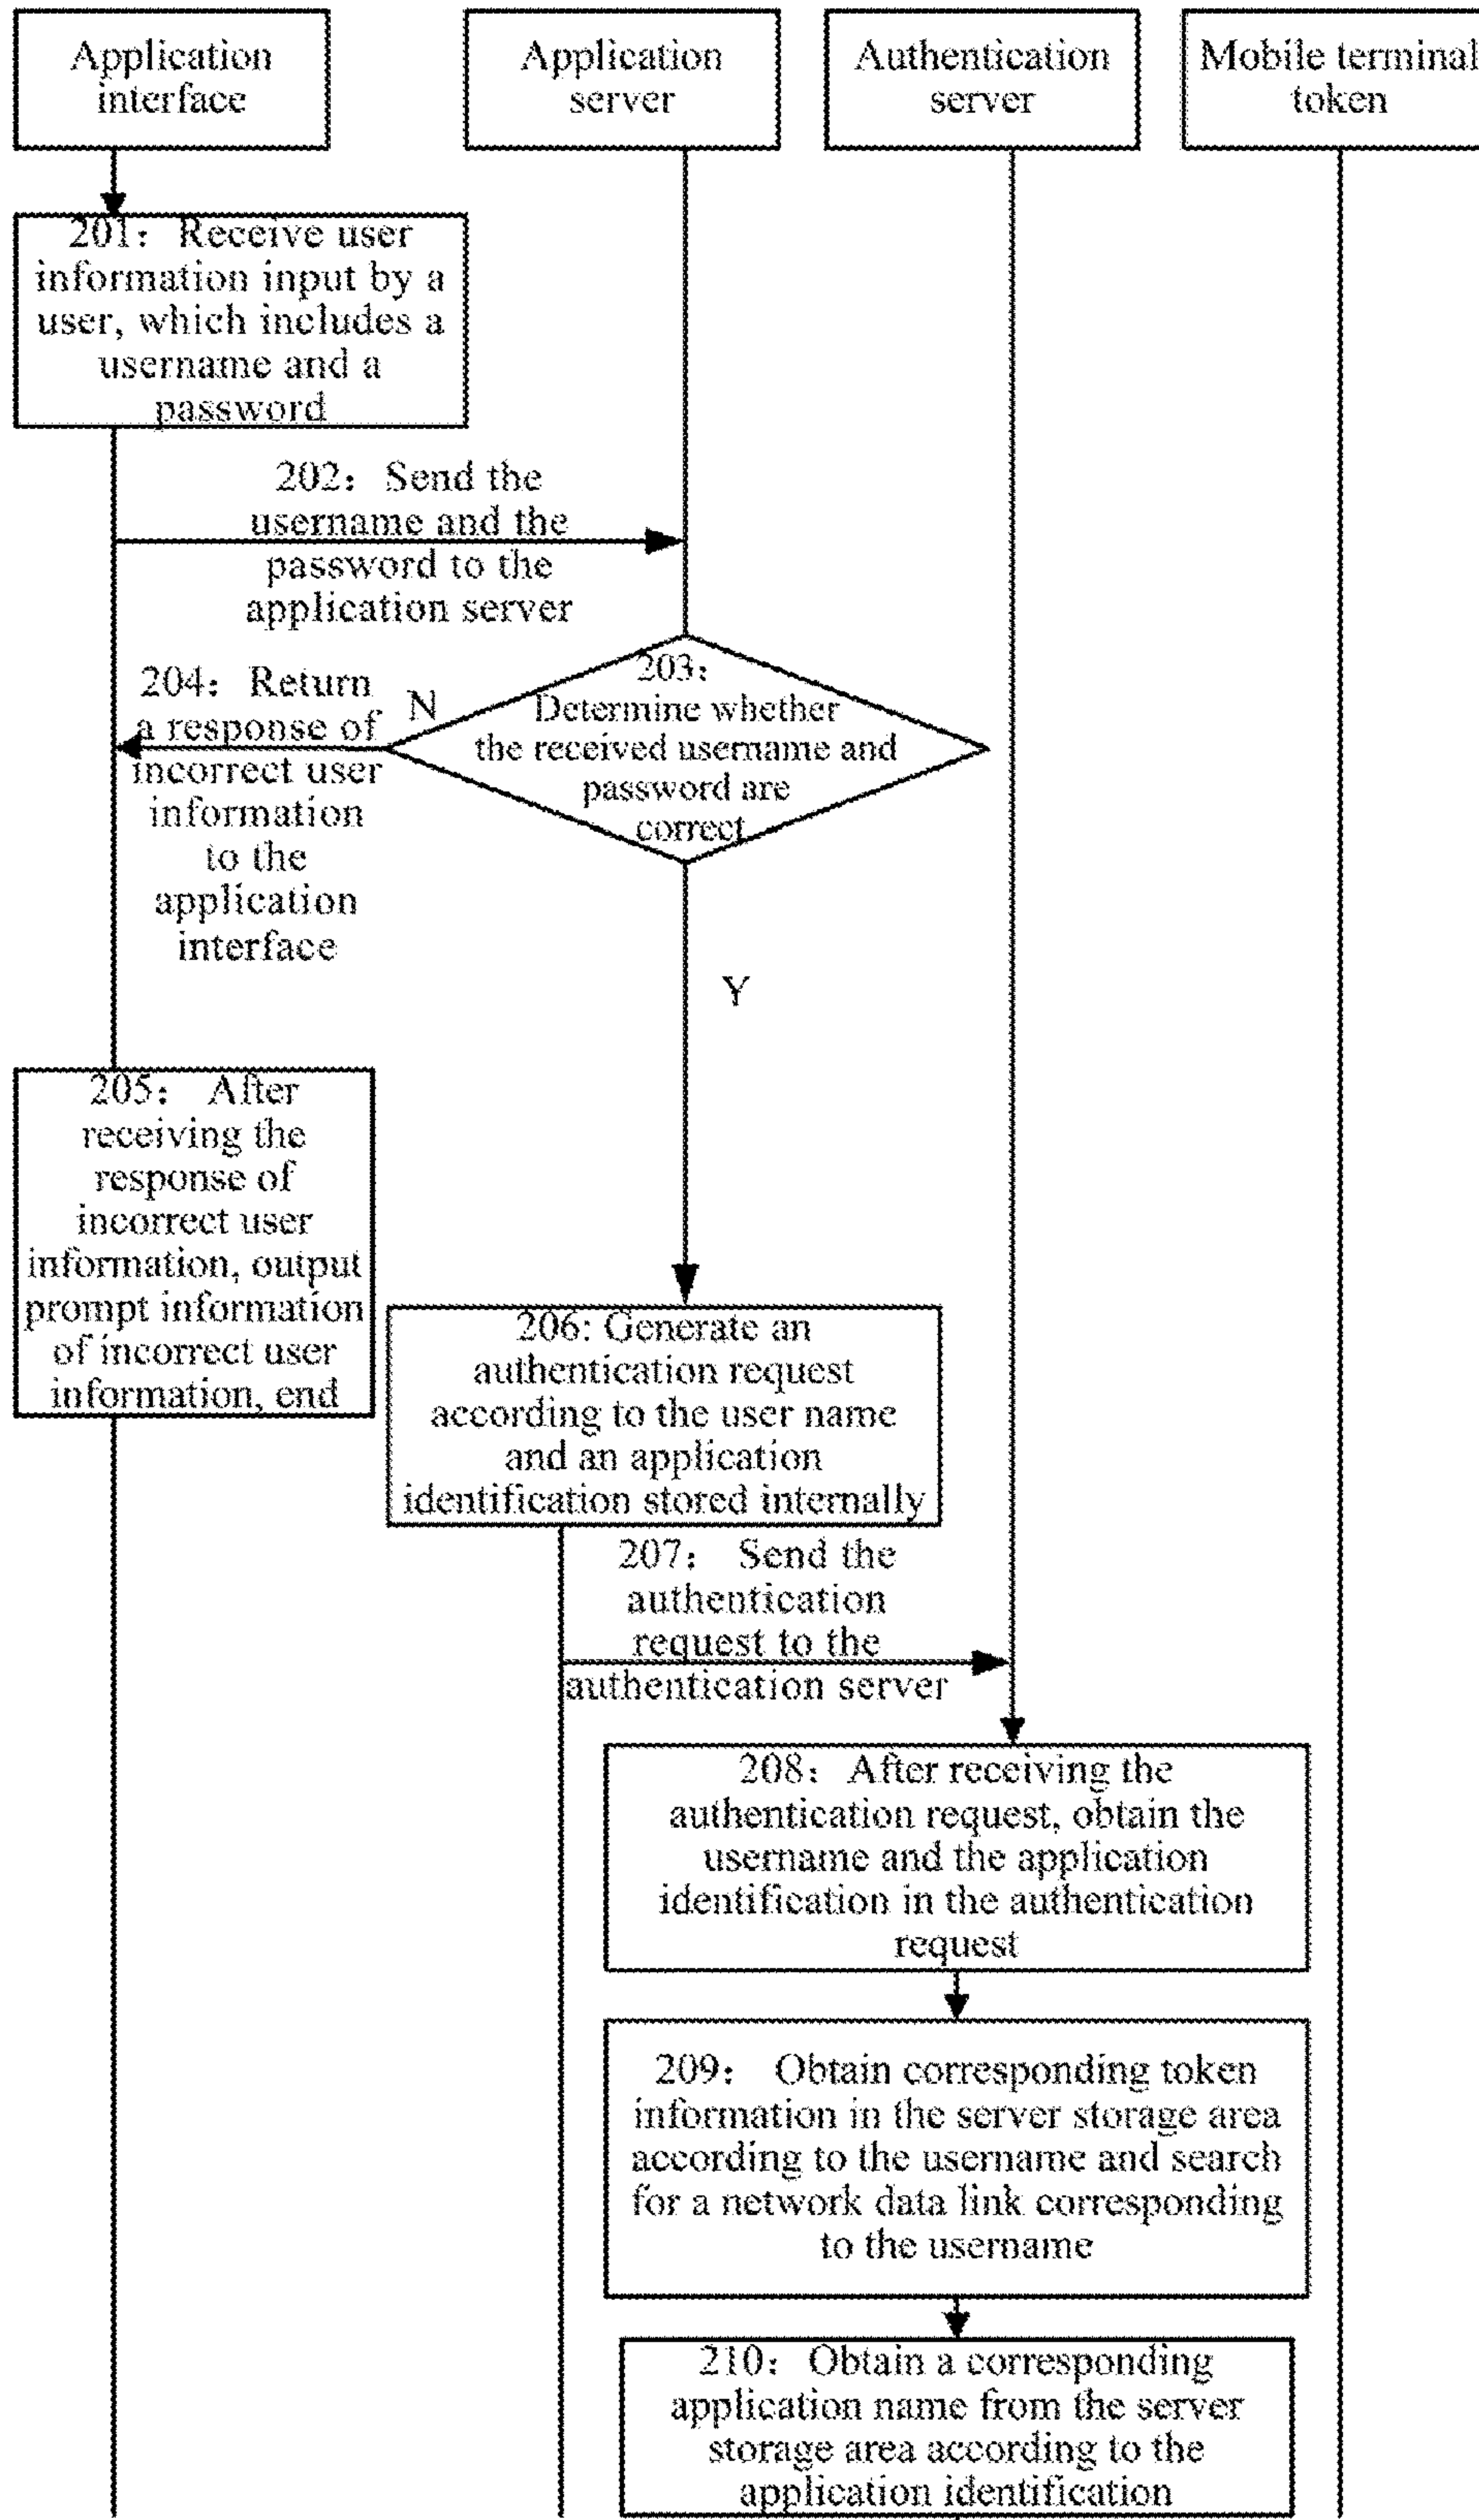 Application
interface
Application
server
Authentication
server
Mobile terminal
token
201： Receive user
information input by a
user, which includes a
username and a
password
202： Send the
username and the
password to the
application server
203：
Determine whether
the received username and
password are
correct
N
204： Return
a response of
incorrect user
information
to the
application
interface
Y
205： After
receiving the
response of
incorrect user
information, output
prompt information
of incorrect user
information, end
206: Generate an
authentication request
according to the user name
and an application
identification stored internally
207： Send the
authentication
request to the
authentication server
208： After receiving the
authentication request, obtain the
username and the application
identification in the authentication
request
209： Obtain corresponding token
information in the server storage area
according to the username and search
for a network data link corresponding
to the username
210： Obtain a corresponding
application name from the server
storage area according to the
application identification